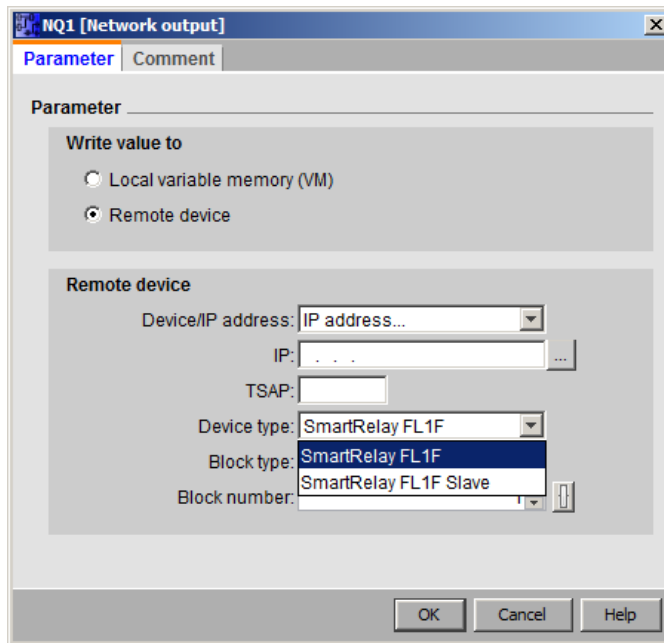 NQ1 [Network output]
Parameter Comment
Parameter
Write value to
Local variable memory (VM)
Remote device
Remote device
Device/IP address: IP address...
IP: . . . ...
TSAP:
Device type: SmartRelay FL1F
Block type: SmartRelay FL1F
SmartRelay FL1F Slave
Block number:
OK Cancel Help